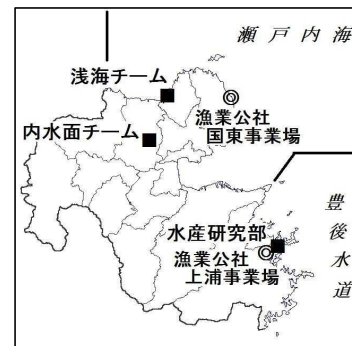 瀬戸内海
浅海チーム
漁業公社
国東事業場
内水面チーム
豊後水道
水産研究部
漁業公社
上浦事業場